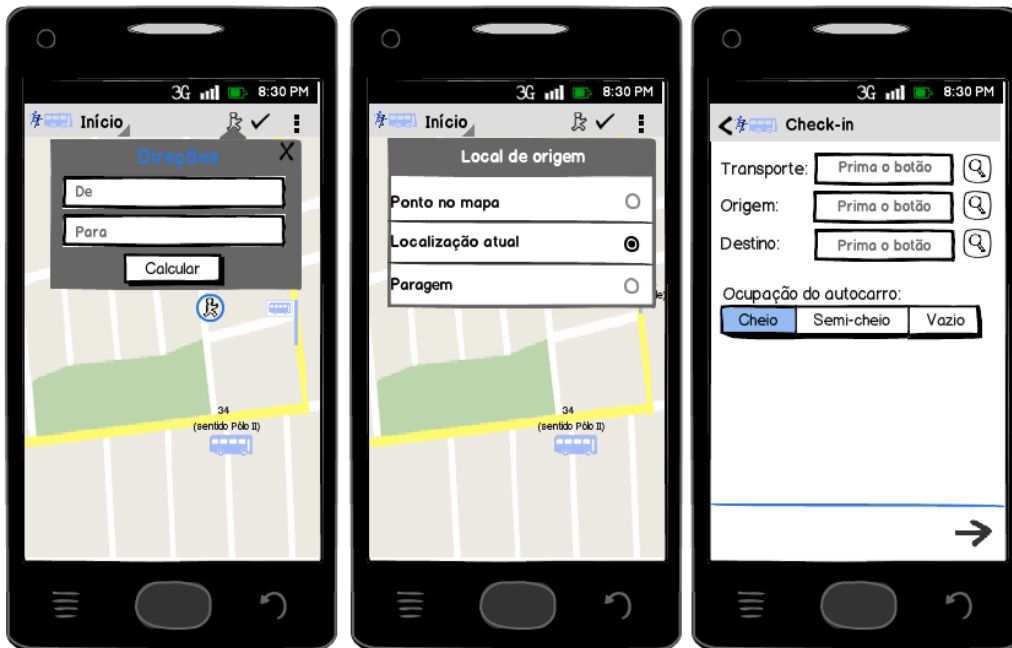 3G 8:30 PM
Início
Direções X
De
Para
Calcular
34
(sentido Pólo II)
3G 8:30 PM
Início
Local de origem
Ponto no mapa
Localização atual
Paragem
34
(sentido Pólo II)
3G 8:30 PM
Check-in
Transporte: Prima o botão
Origem: Prima o botão
Destino: Prima o botão
Ocupação do autocarro:
Cheio Semi-cheio Vazio